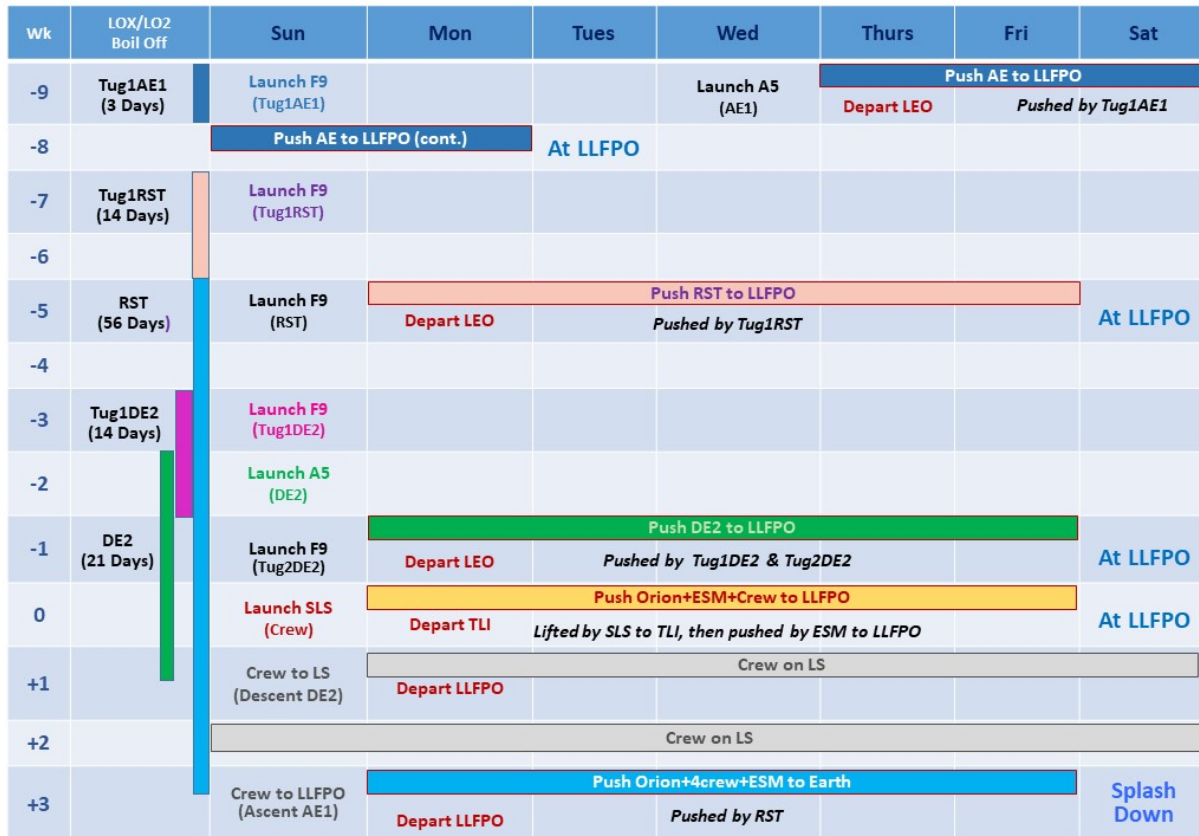 Wk
LOX/LO2
Boil Off
Sun
Mon
Tues
Wed
Thurs
Fri
Sat
-9
Tug1AE1
(3 Days)
Launch F9
(Tug1AE1)
Launch A5
(AE1)
Push AE to LLFPO
Depart LEO
Pushed by Tug1AE1
-8
Push AE to LLFPO (cont.)
At LLFPO
-7
Tug1RST
(14 Days)
Launch F9
(Tug1RST)
-6
-5
RST
(56 Days)
Launch F9
(RST)
Push RST to LLFPO
Depart LEO
Pushed by Tug1RST
At LLFPO
-4
-3
Tug1DE2
(14 Days)
Launch F9
(Tug1DE2)
-2
Launch A5
(DE2)
-1
DE2
(21 Days)
Launch F9
(Tug2DE2)
Push DE2 to LLFPO
Depart LEO
Pushed by Tug1DE2 & Tug2DE2
At LLFPO
0
Launch SLS
(Crew)
Push Orion+ESM+Crew to LLFPO
Depart TLI
Lifted by SLS to TLI, then pushed by ESM to LLFPO
At LLFPO
+1
Crew to LS
(Descent DE2)
Crew on LS
Depart LLFPO
+2
Crew on LS
+3
Crew to LLFPO
(Ascent AE1)
Push Orion+4crew+ESM to Earth
Depart LLFPO
Pushed by RST
Splash
Down